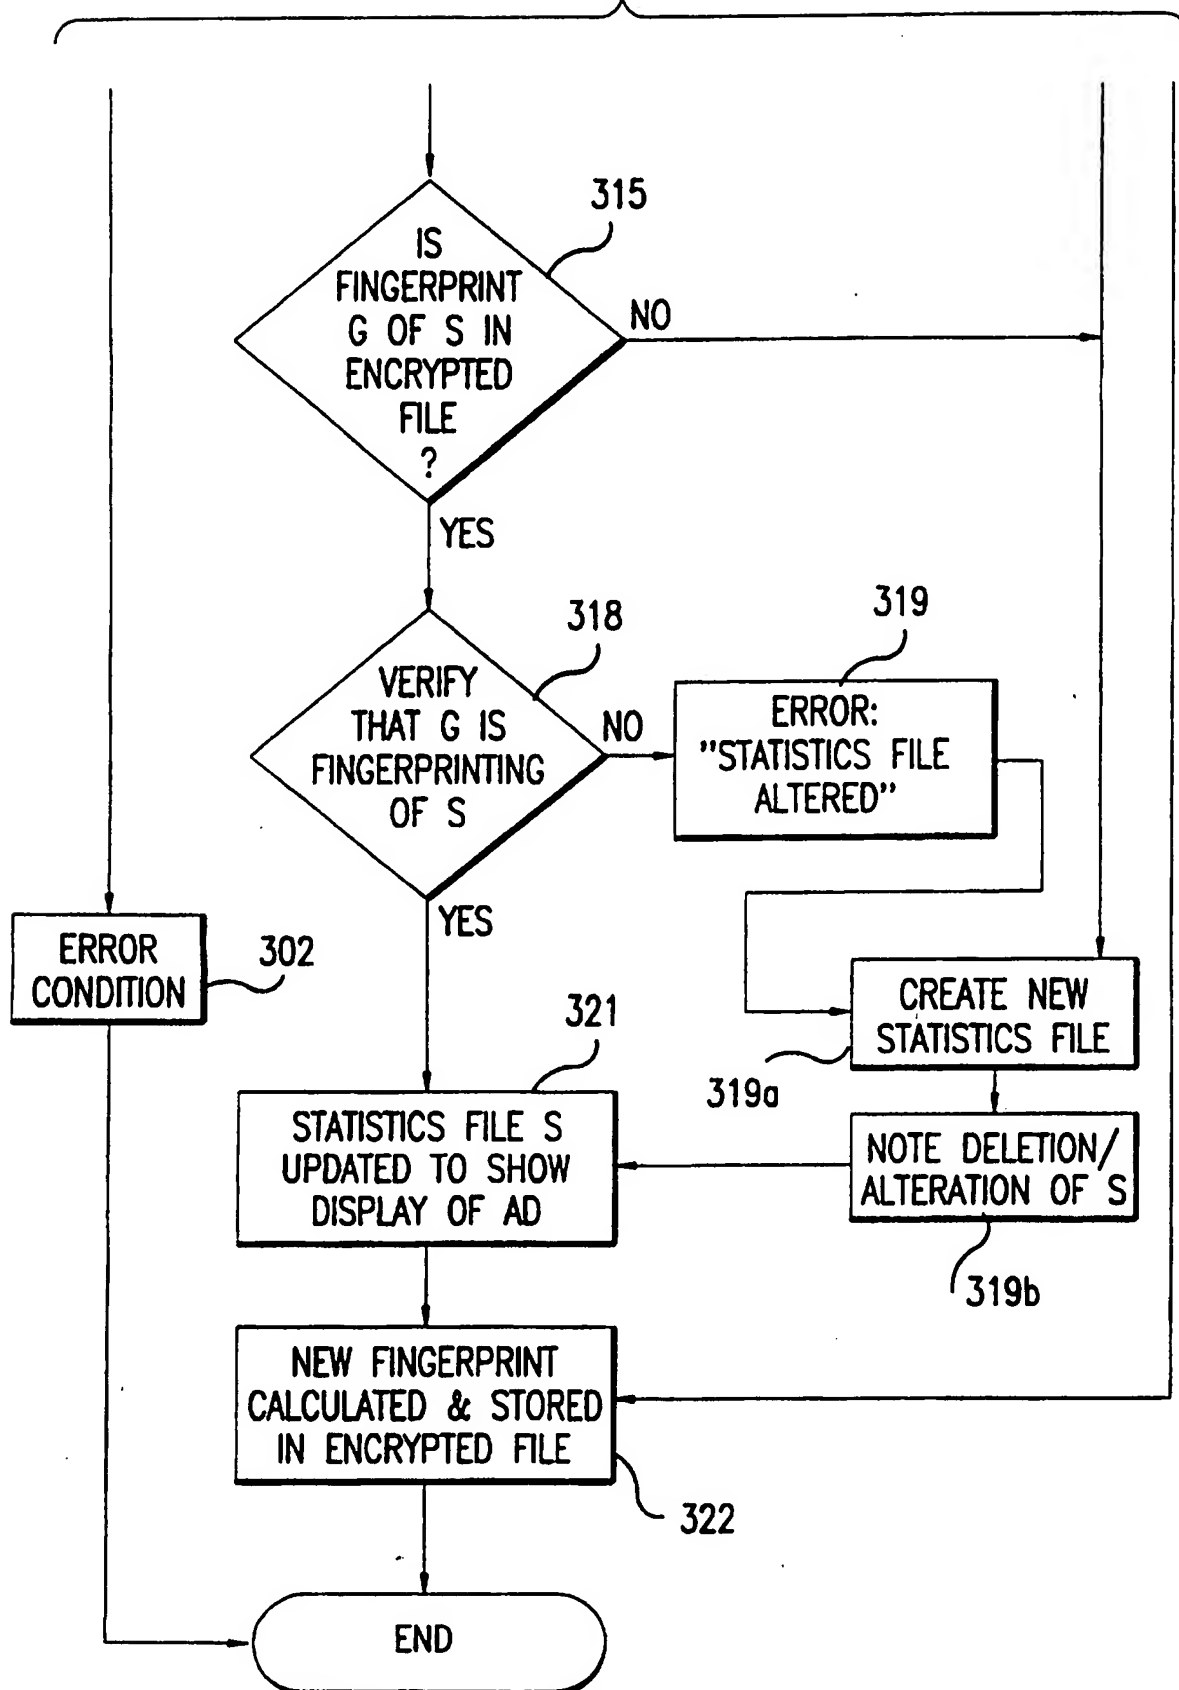 315
IS
FINGERPRINT
G OF S IN
ENCRYPTED
FILE
?
NO
YES
318
VERIFY
THAT G IS
FINGERPRINTING
OF S
NO
319
ERROR:
"STATISTICS FILE
ALTERED"
YES
ERROR
CONDITION
302
CREATE NEW
STATISTICS FILE
319a
321
STATISTICS FILE S
UPDATED TO SHOW
DISPLAY OF AD
NOTE DELETION/
ALTERATION OF S
319b
NEW FINGERPRINT
CALCULATED & STORED
IN ENCRYPTED FILE
322
END